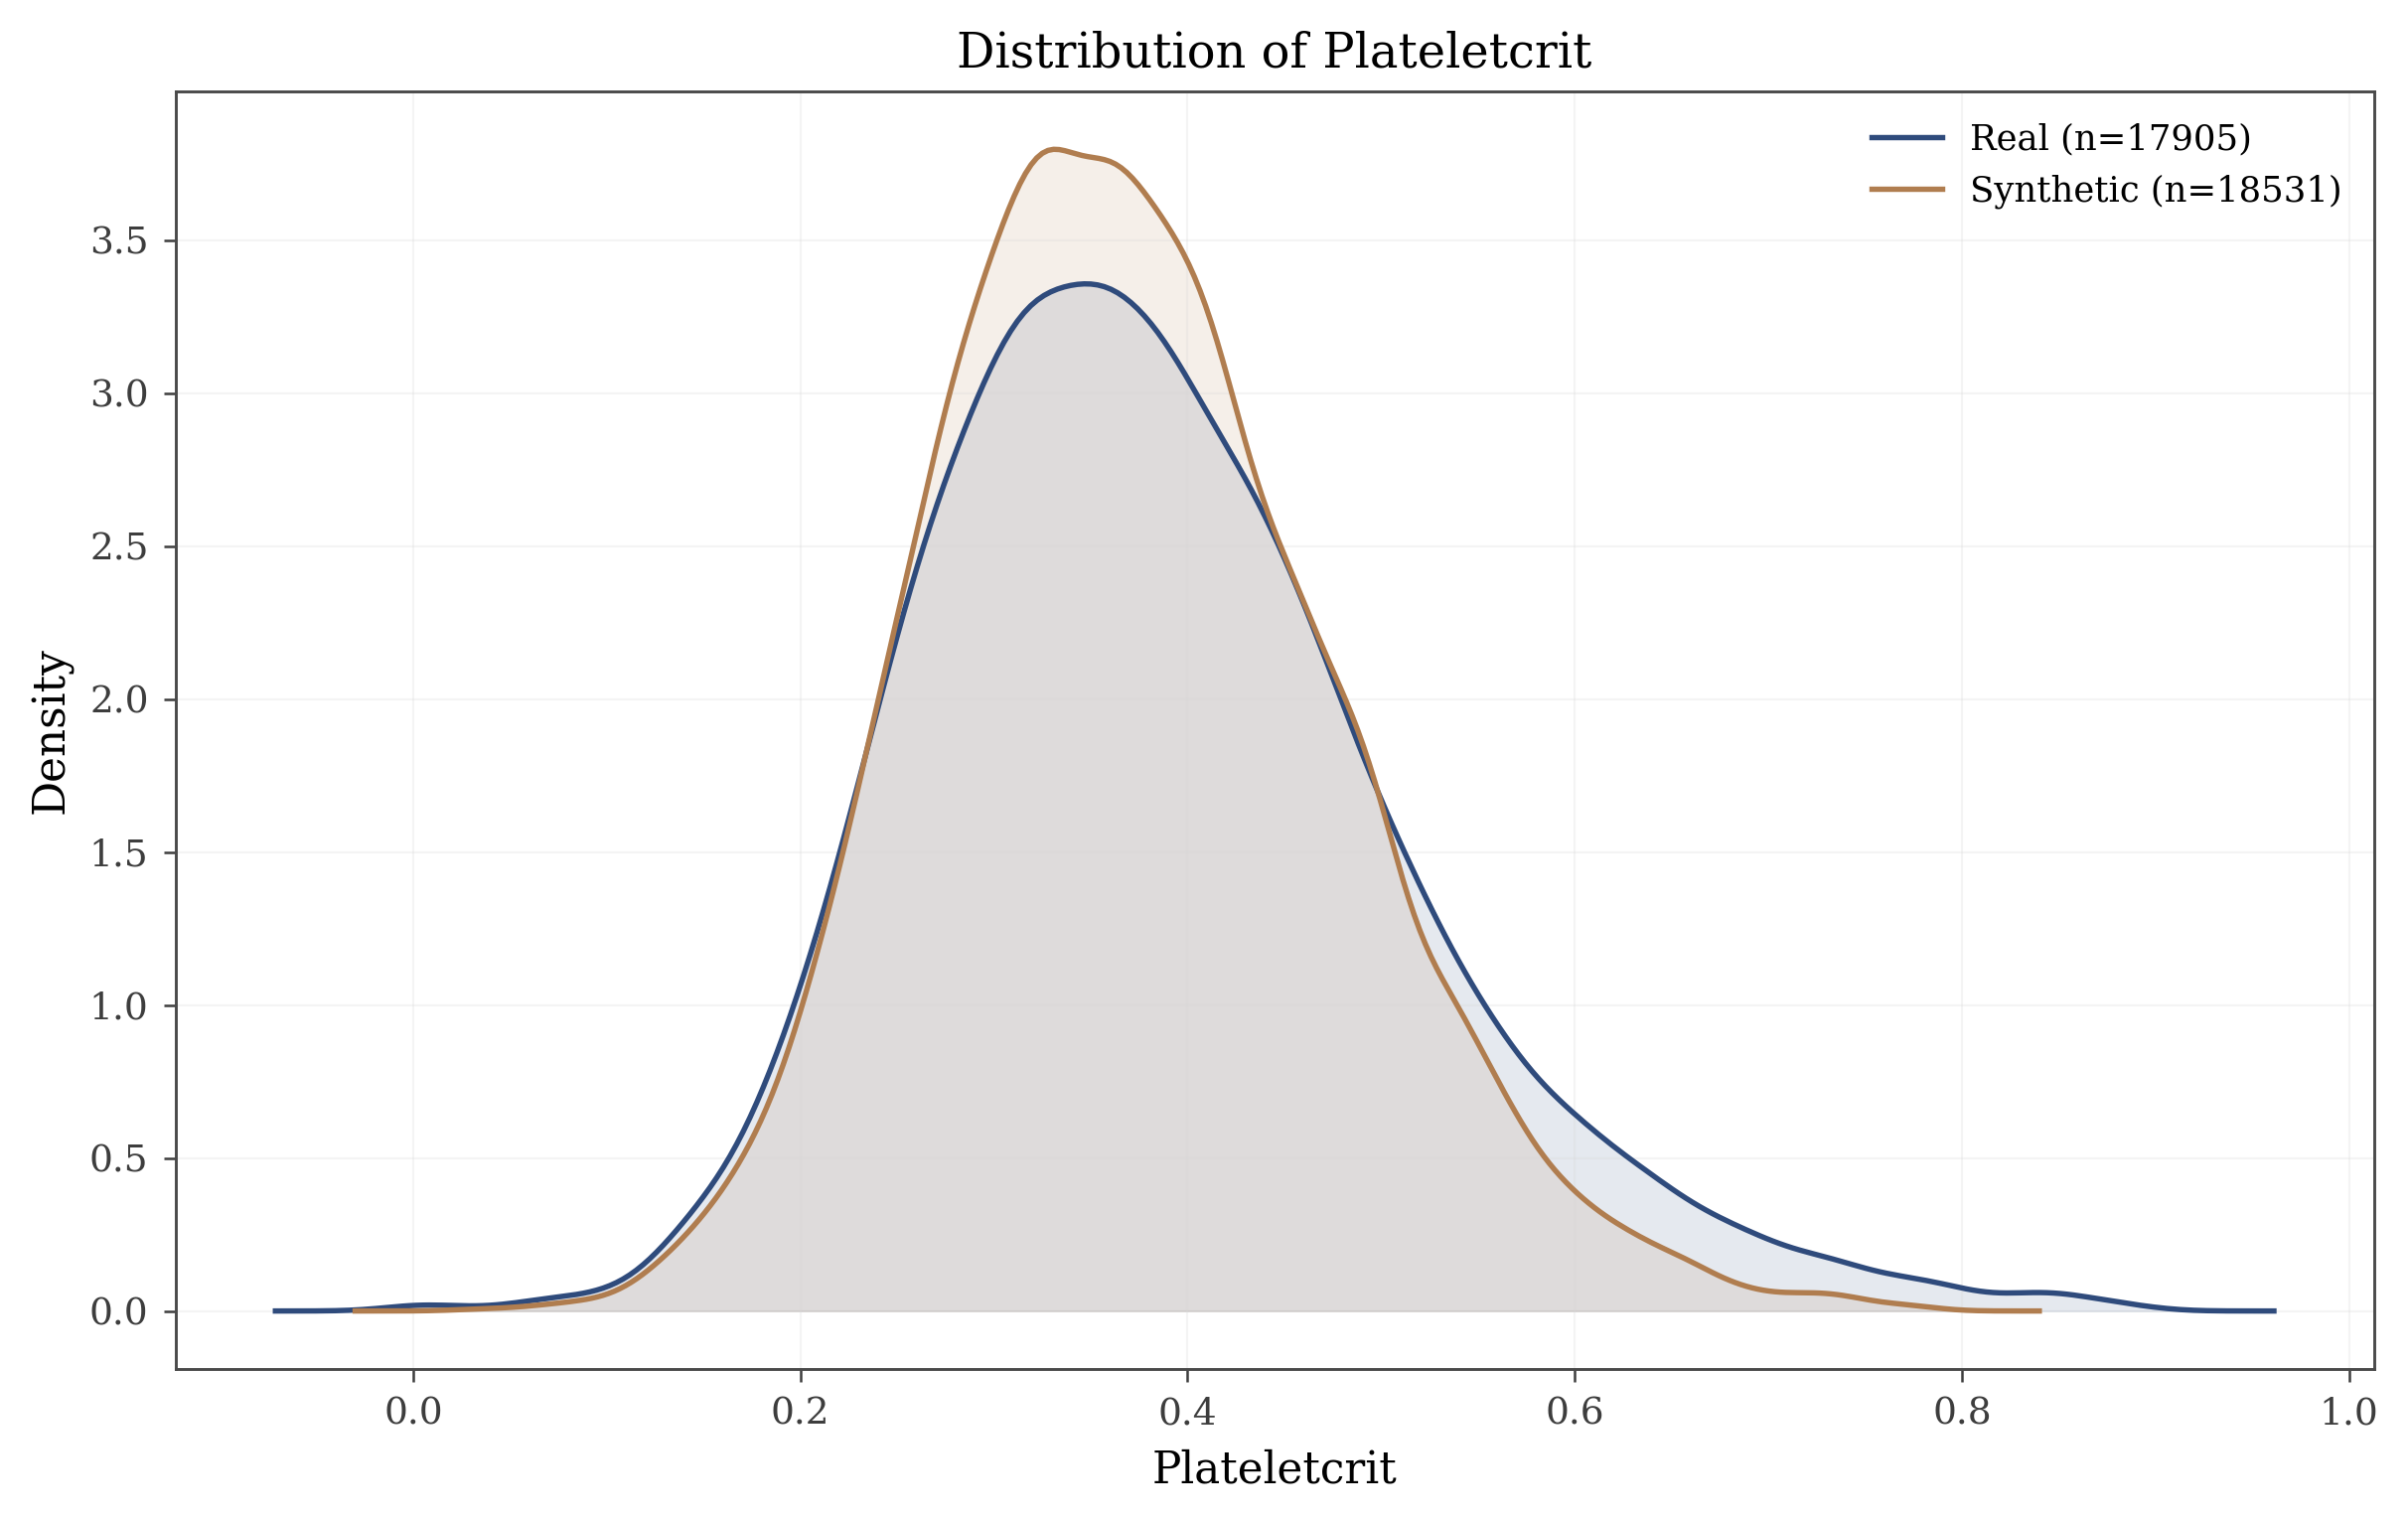 Distribution of Plateletcrit
Real (n=17905)
Synthetic (n=18531)
Density
3.5
3.0
2.5
2.0
1.5
1.0
0.5
0.0
0.0 0.2 0.4 0.6 0.8 1.0
Plateletcrit